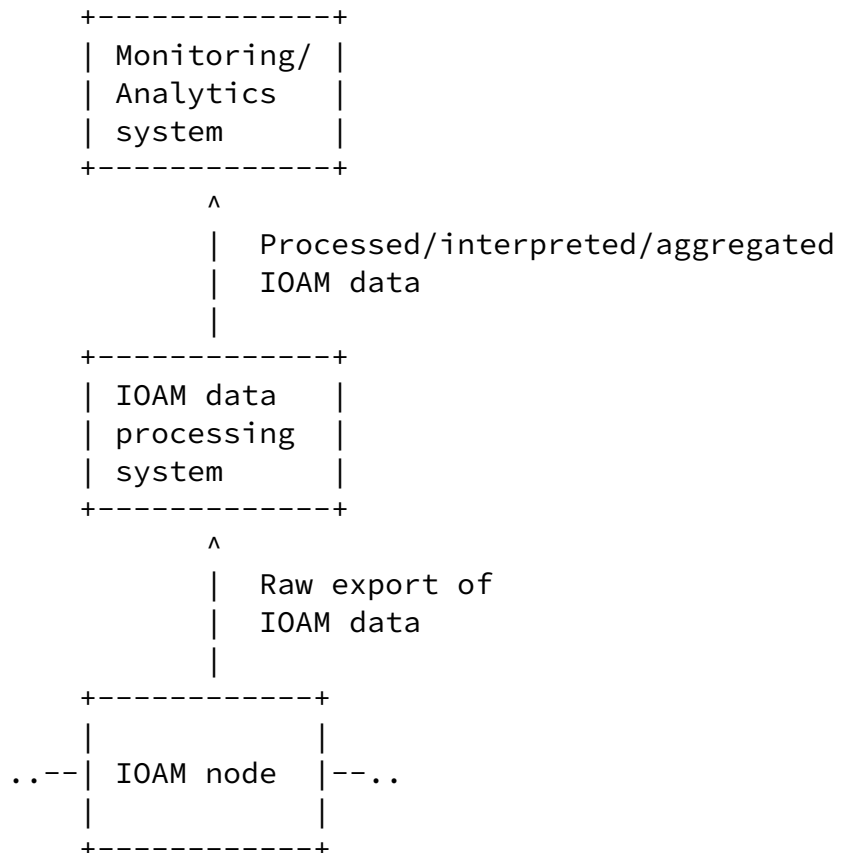 +-------------+
| Monitoring/ |
| Analytics   |
| system      |
+-------------+
       ^
       |  Processed/interpreted/aggregated
       |  IOAM data
       |
+-------------+
| IOAM data   |
| processing  |
| system      |
+-------------+
       ^
       |  Raw export of
       |  IOAM data
       |
+------------+
|            |
..--| IOAM node  |--..
|            |
+------------+